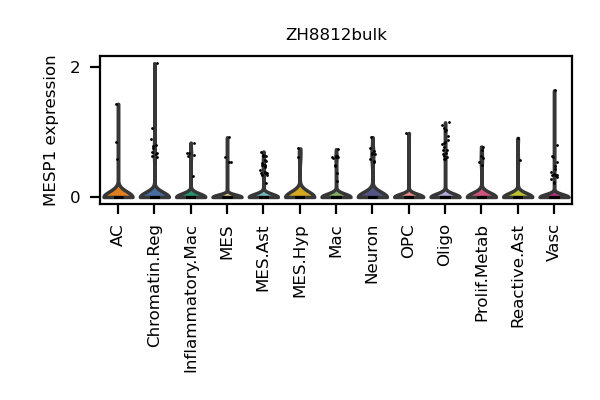 ZH8812bulk
MESP1 expression
2
0
AC
Chromatin.Reg
Inflammatory.Mac
MES
MES.Ast
MES.Hyp
Mac
Neuron
OPC
Oligo
Prolif.Metab
Reactive.Ast
Vasc